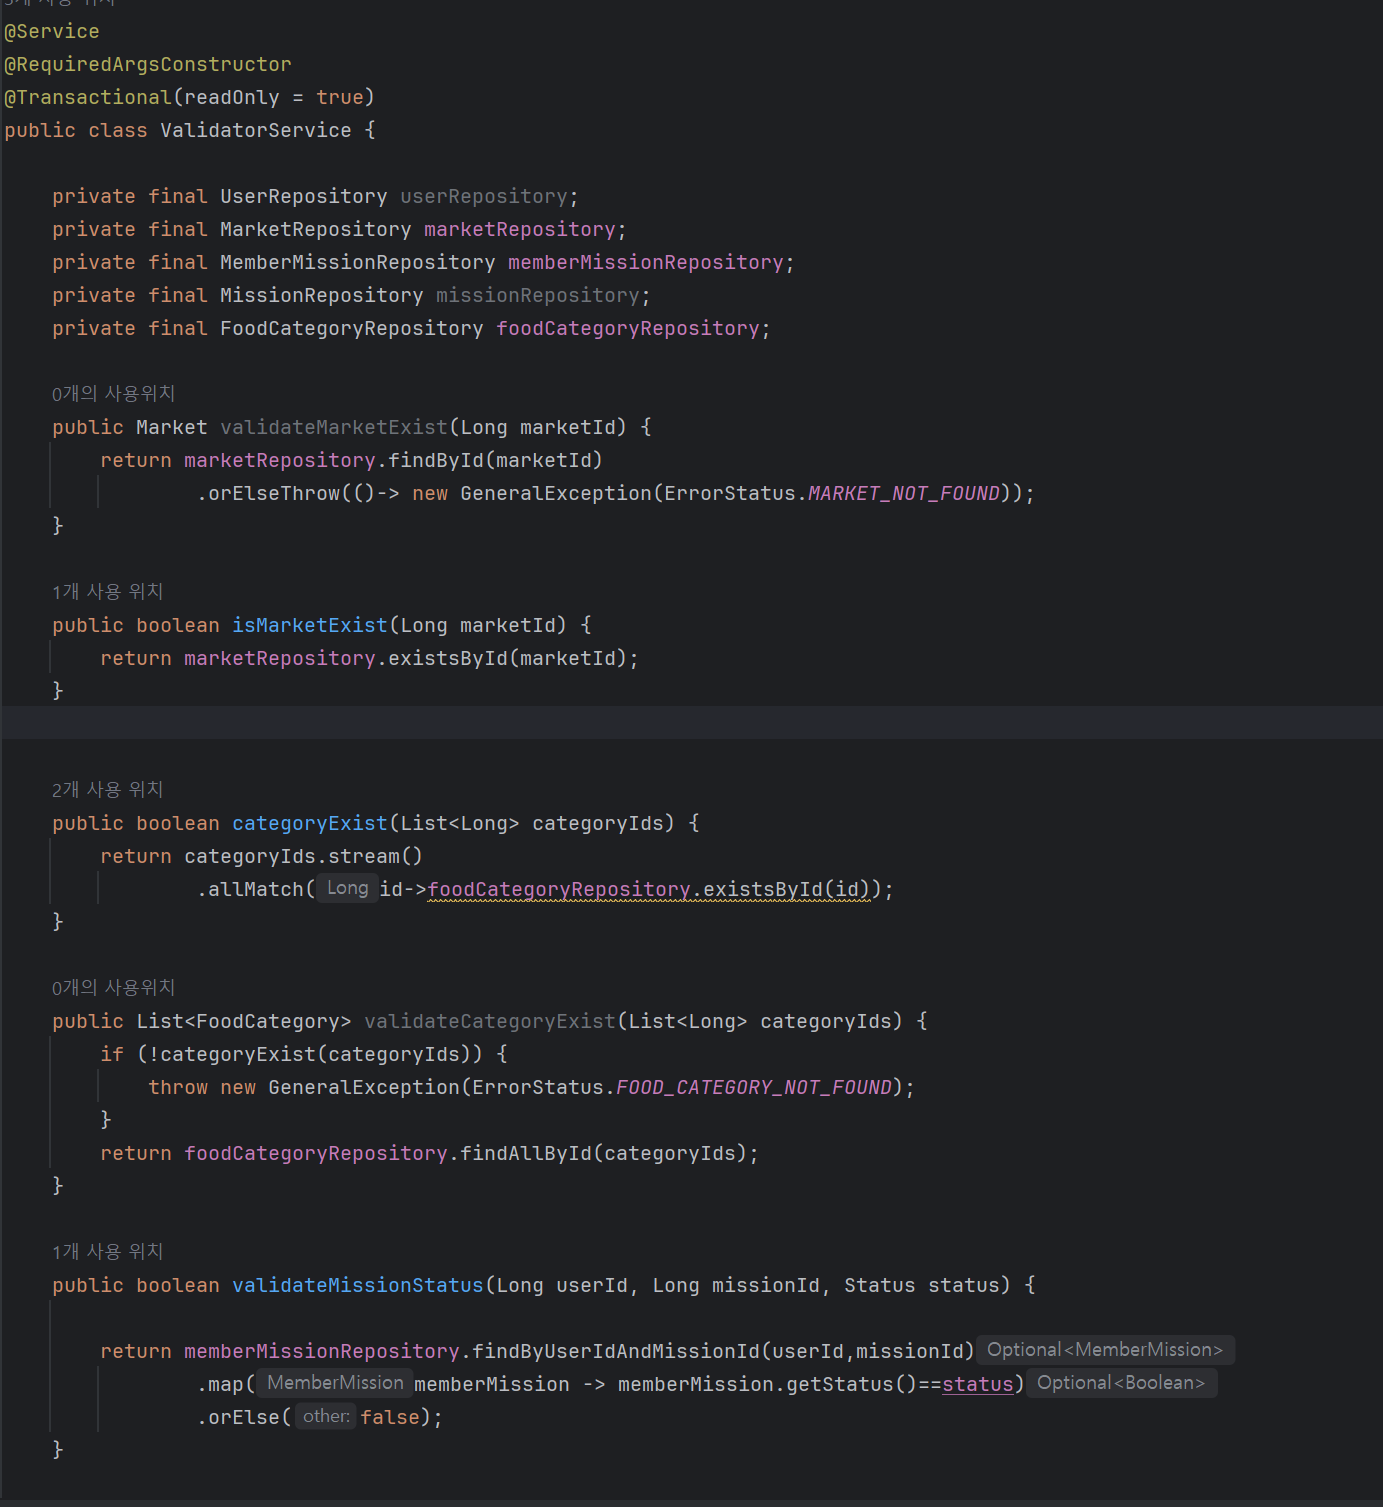 @Service
@RequiredArgsConstructor
@Transactional(readOnly = true)
public class ValidatorService {
private final UserRepository userRepository;
private final MarketRepository marketRepository;
private final MemberMissionRepository memberMissionRepository;
private final MissionRepository missionRepository;
private final FoodCategoryRepository foodCategoryRepository;
0개의 사용위치
public Market validateMarketExist(Long marketId) {
return marketRepository.findById(marketId)
.orElseThrow(()-> new GeneralException(ErrorStatus.MARKET_NOT_FOUND));
}
1개 사용 위치
public boolean isMarketExist(Long marketId) {
return marketRepository.existsById(marketId);
}
2개 사용 위치
public boolean categoryExist(List<Long> categoryIds) {
return categoryIds.stream()
.allMatch( Long id->foodCategoryRepository.existsById(id));
}
0개의 사용위치
public List<FoodCategory> validateCategoryExist(List<Long> categoryIds) {
if (!categoryExist(categoryIds)) {
throw new GeneralException(ErrorStatus.FOOD_CATEGORY_NOT_FOUND);
}
return foodCategoryRepository.findAllById(categoryIds);
}
1개 사용 위치
public boolean validateMissionStatus(Long userId, Long missionId, Status status) {
return memberMissionRepository.findByUserIdAndMissionId(userId,missionId) Optional<MemberMission>
.map( MemberMission memberMission -> memberMission.getStatus()==status) Optional<Boolean>
.orElse( other: false);
}